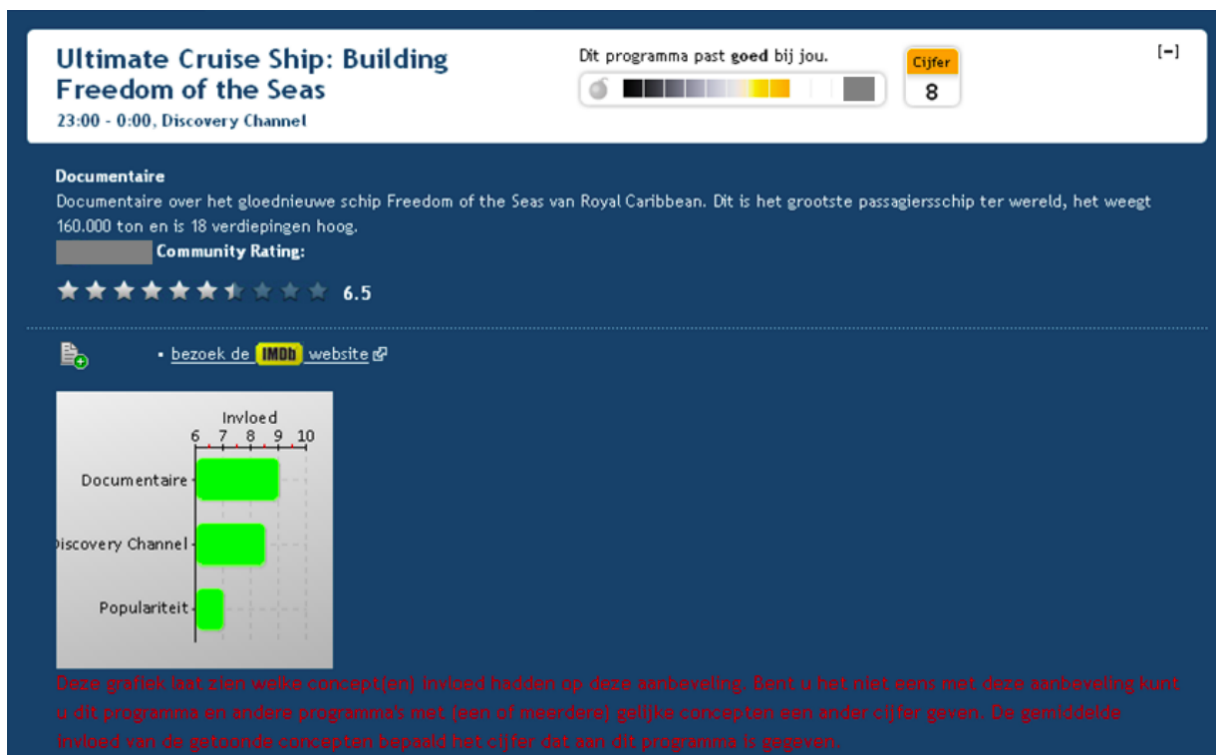 Ultimate Cruise Ship: Building
Freedom of the Seas
23:00 - 0:00, Discovery Channel
Dit programma past goed bij jou.
Cijfer
8
[-]
Documentaire
Documentaire over het gloednieuwe schip Freedom of the Seas van Royal Caribbean. Dit is het grootste passagiersschip ter wereld, het weegt
160.000 ton en is 18 verdiepingen hoog.
Community Rating:
6.5
• bezoek de IMDb website
Invloed
6 7 8 9 10
Documentaire
Discovery Channel
Populariteit
Deze grafiek laat zien welke concept(en) invloed hadden op deze aanbeveling. Bent u het niet eens met deze aanbeveling kunt
u dit programma en andere programma's met (een of meerdere) gelijke concepten een ander cijfer geven. De gemiddelde
invloed van de getoonde concepten bepaald het cijfer dat aan dit programma is gegeven.